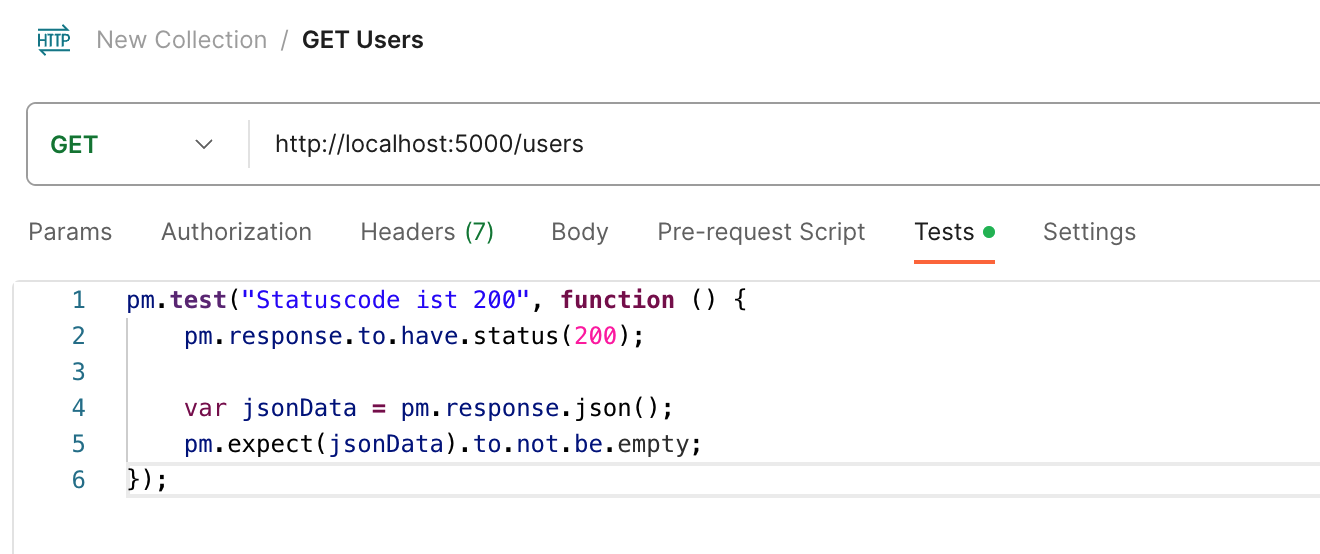 HTTP New Collection / GET Users
GET http://localhost:5000/users
Params Authorization Headers (7) Body Pre-request Script Tests Settings
1 pm.test("Statuscode ist 200", function () {
2     pm.response.to.have.status(200);
3
4     var jsonData = pm.response.json();
5     pm.expect(jsonData).to.not.be.empty;
6 });